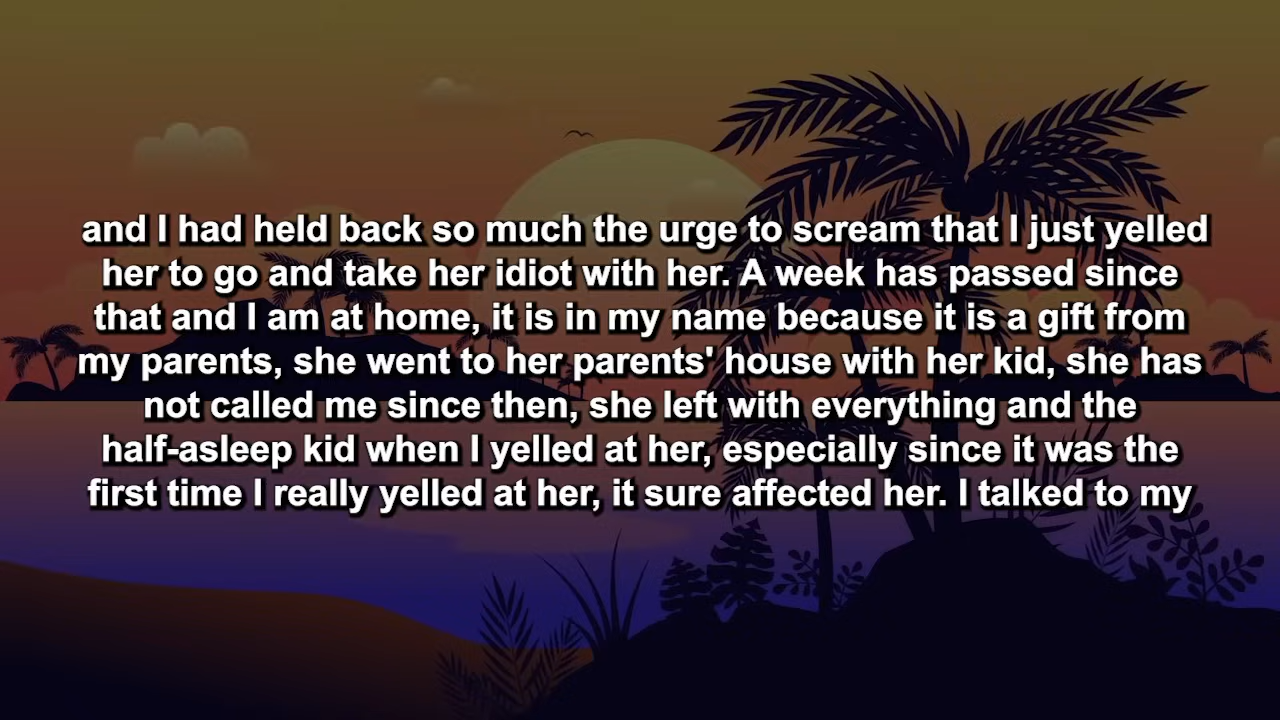 and I had held back so much the urge to scream that I just yelled
her to go and take her idiot with her. A week has passed since
that and I am at home, it is in my name because it is a gift from
my parents, she went to her parents' house with her kid, she has
not called me since then, she left with everything and the
half-asleep kid when I yelled at her, especially since it was the
first time I really yelled at her, it sure affected her. I talked to my